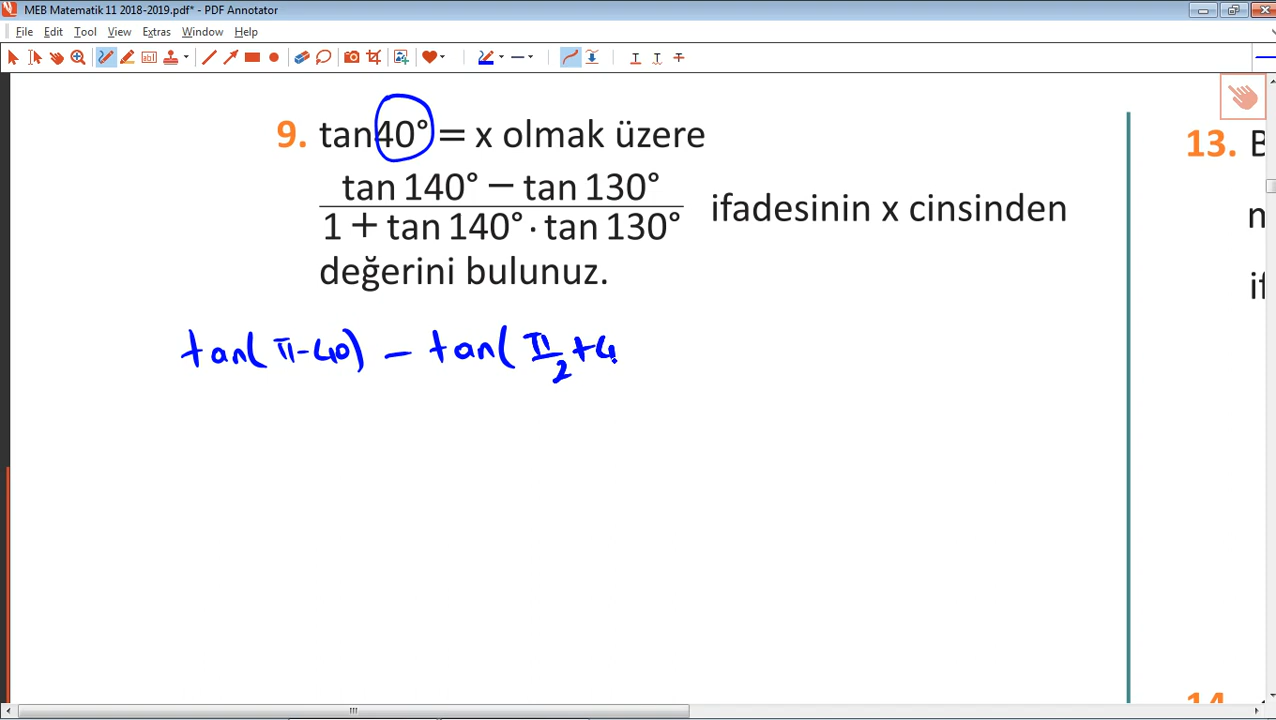 MEB Matematik 11 2018-2019.pdf* - PDF Annotator
File Edit Tool View Extras Window Help
9. tan40° = x olmak üzere
tan 140° − tan 130°
1 + tan 140° · tan 130°
ifadesinin x cinsinden
değerini bulunuz.
tan(π-40) − tan(π/2+4
13. B
if
14